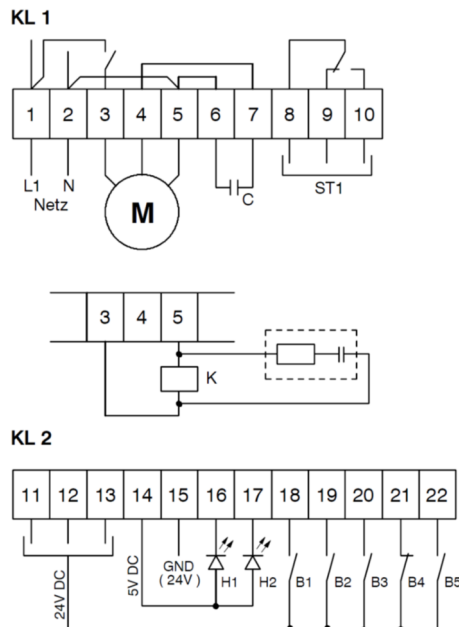 KL 1
1 2 3 4 5 6 7 8 9 10
L1 N
Netz
M
C
ST1
3 4 5
K
KL 2
11 12 13 14 15 16 17 18 19 20 21 22
24V DC
5V DC
GND
(24V)
H1 H2 B1 B2 B3 B4 B5